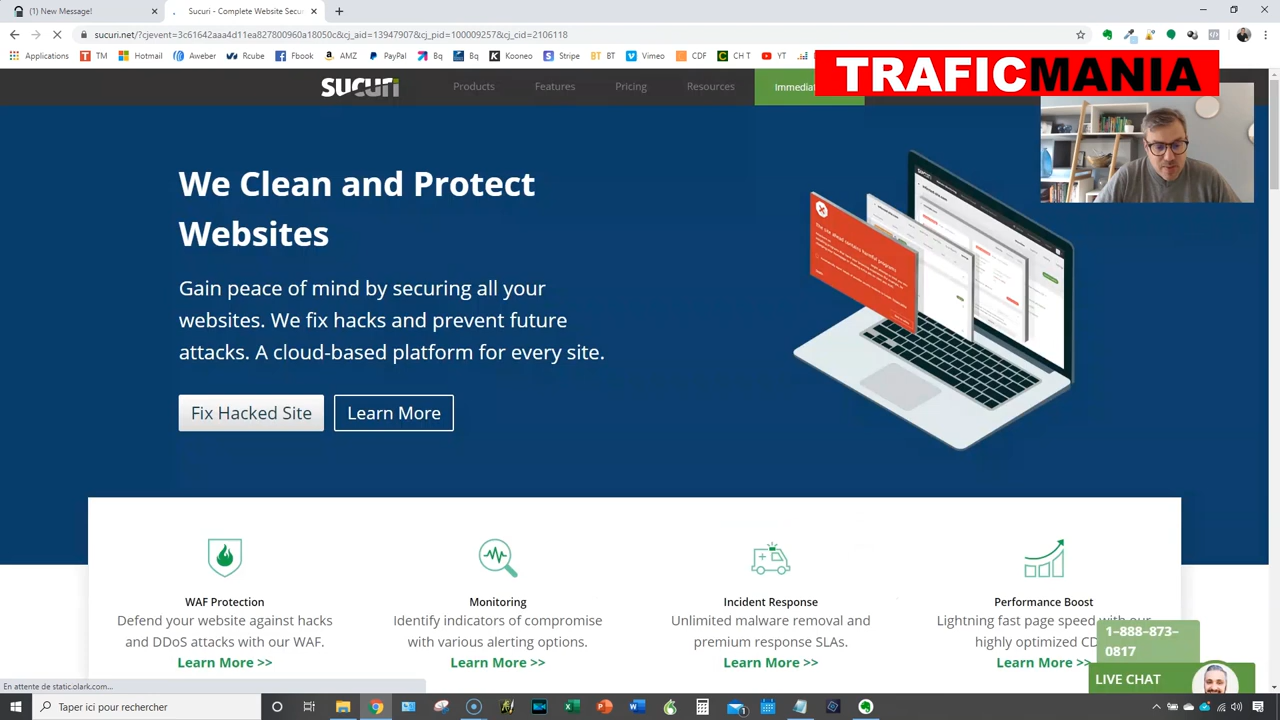 (1) New Message!
Sucuri - Complete Website Secur
sucuri.net/?cjevent=3c61642aaa4d11ea827800960a18050c&cj_aid=13947907&cj_pid=100009257&cj_cid=2106118
Applications TM Hotmail Aweber Rcube Ebook AMZ PayPal Bq Bq Kooneo Stripe BT Vimeo CDF CH T YT
TRAFICMANIA
sucuri Products Features Pricing Resources Immediat
We Clean and Protect
Websites
Gain peace of mind by securing all your
websites. We fix hacks and prevent future
attacks. A cloud-based platform for every site.
Fix Hacked Site Learn More
WAF Protection
Defend your website against hacks
and DDoS attacks with our WAF.
Learn More >>
Monitoring
Identify indicators of compromise
with various alerting options.
Learn More >>
Incident Response
Unlimited malware removal and
premium response SLAs.
Learn More >>
Performance Boost
Lightning fast page speed with our
highly optimized CD
Learn More >>
1-888-873-
0817
LIVE CHAT
En attente de static.olark.com...
Taper ici pour rechercher